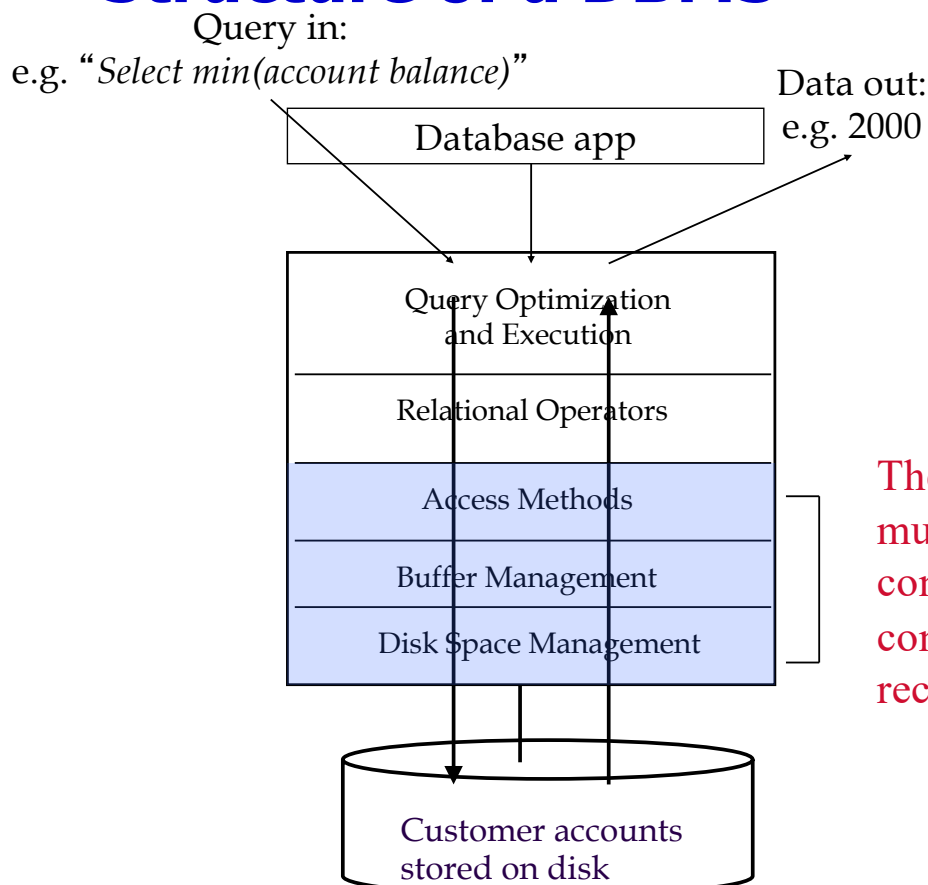 Query in:
e.g. “Select min(account balance)”
Data out:
e.g. 2000
Database app
Query Optimization
and Execution
Relational Operators
Access Methods
Buffer Management
Disk Space Management
Customer accounts
stored on disk